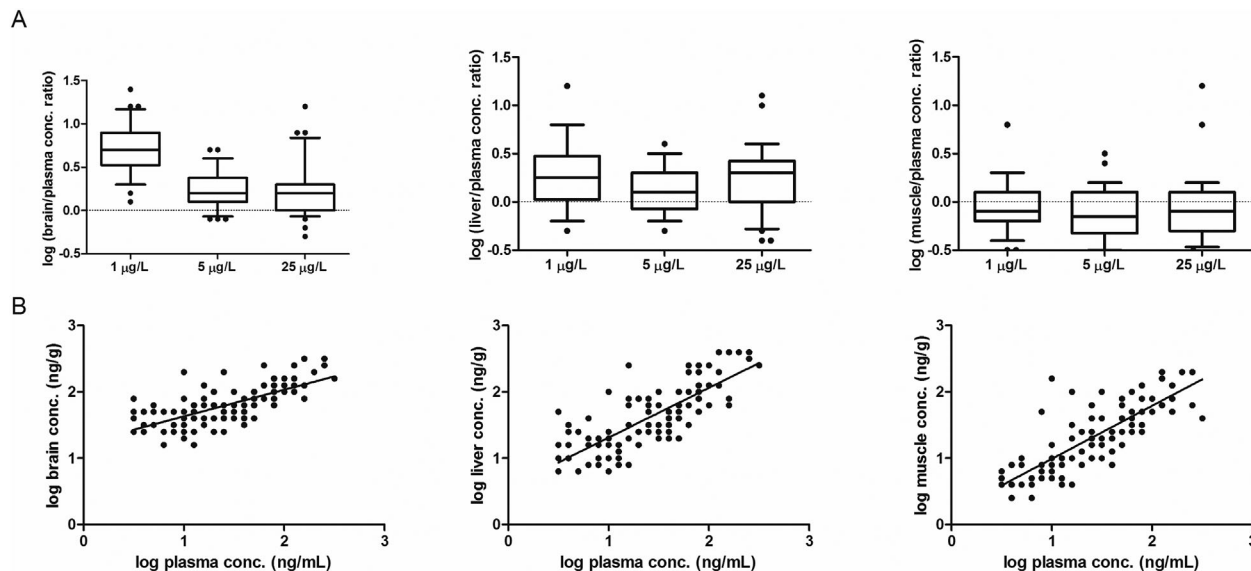 A
log (brain/plasma conc. ratio)
1.5
1.0
0.5
0.0
-0.5
1 µg/L 5 µg/L 25 µg/L
log (liver/plasma conc. ratio)
1.5
1.0
0.5
0.0
-0.5
1 µg/L 5 µg/L 25 µg/L
log (muscle/plasma conc. ratio)
1.5
1.0
0.5
0.0
-0.5
1 µg/L 5 µg/L 25 µg/L
B
log brain conc. (ng/g)
3
2
1
0
0 1 2 3
log plasma conc. (ng/mL)
log liver conc. (ng/g)
3
2
1
0
0 1 2 3
log plasma conc. (ng/mL)
log muscle conc. (ng/g)
3
2
1
0
0 1 2 3
log plasma conc. (ng/mL)